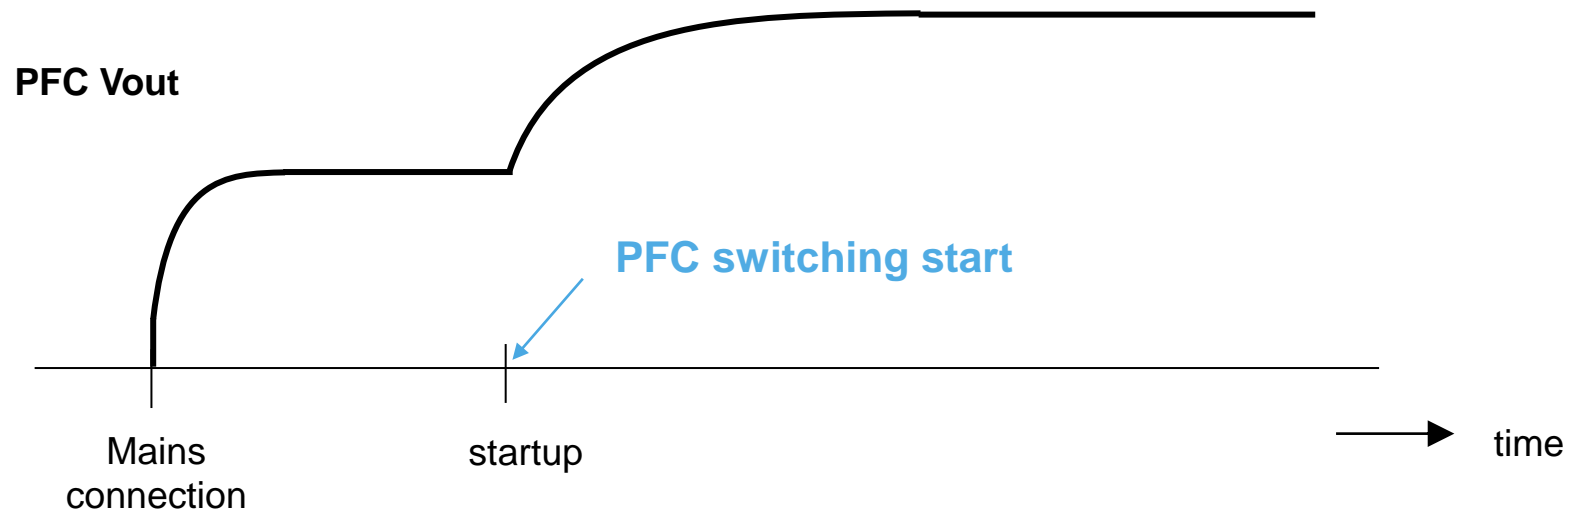 PFC Vout
PFC switching start
Mains
connection
startup
time